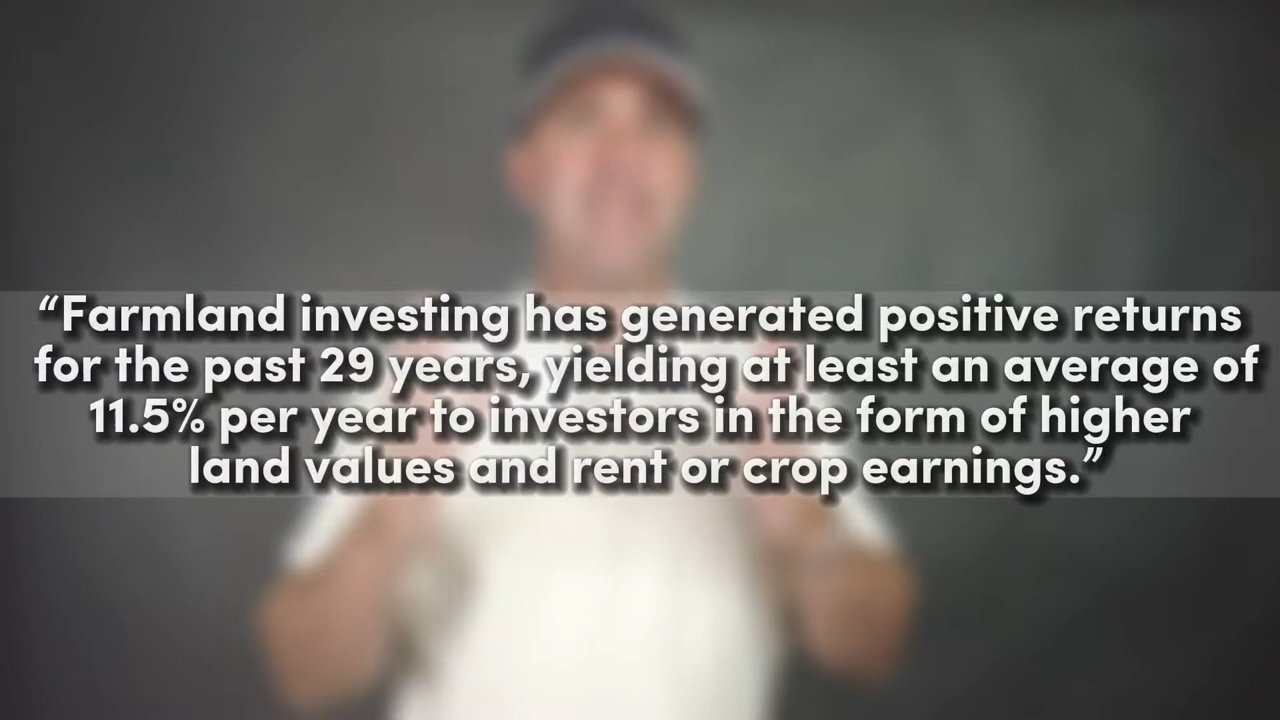 “Farmland investing has generated positive returns
for the past 29 years, yielding at least an average of
11.5% per year to investors in the form of higher
land values and rent or crop earnings.”